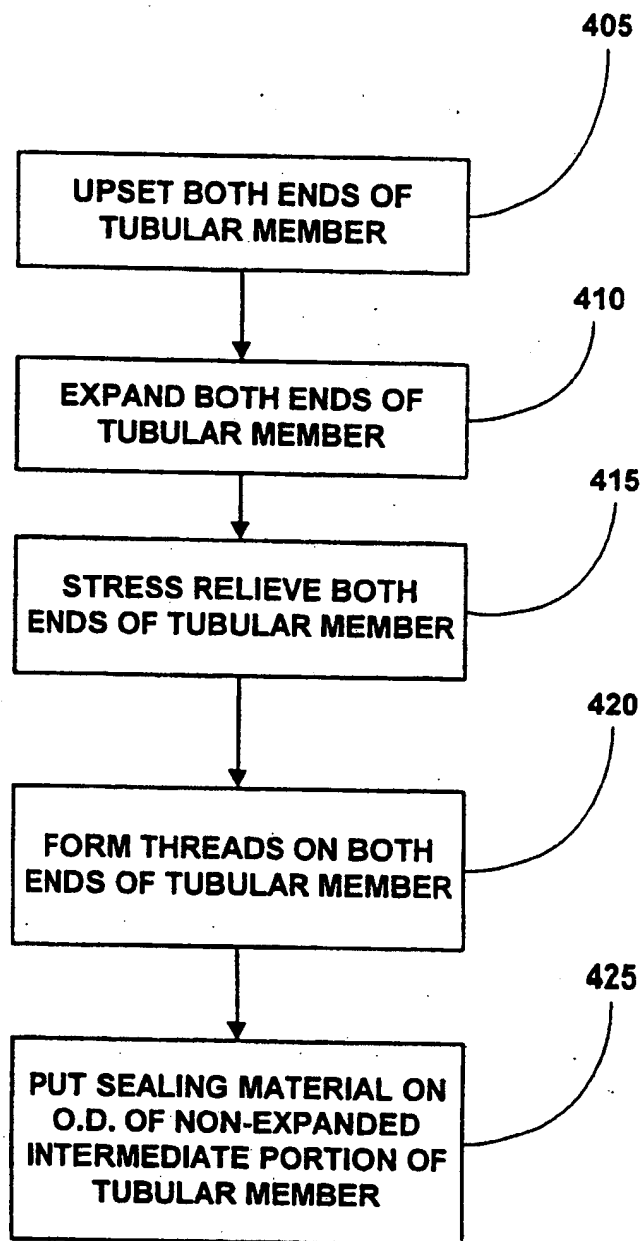 405
UPSET BOTH ENDS OF
TUBULAR MEMBER
410
EXPAND BOTH ENDS OF
TUBULAR MEMBER
415
STRESS RELIEVE BOTH
ENDS OF TUBULAR MEMBER
420
FORM THREADS ON BOTH
ENDS OF TUBULAR MEMBER
425
PUT SEALING MATERIAL ON
O.D. OF NON-EXPANDED
INTERMEDIATE PORTION OF
TUBULAR MEMBER